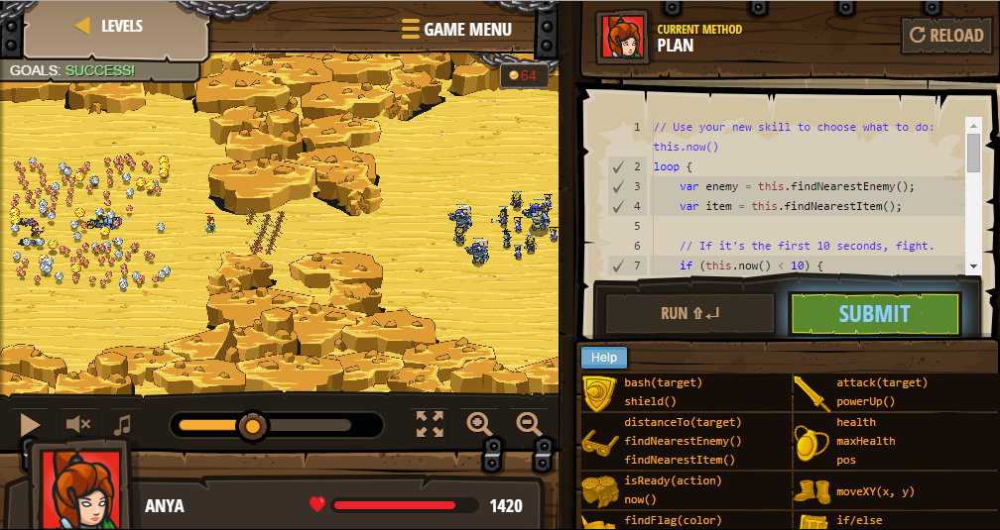 LEVELS
GAME MENU
GOALS: SUCCESS!
64
CURRENT METHOD
PLAN
RELOAD
1 // Use your new skill to choose what to do:
this.now()
2 loop {
3 var enemy = this.findNearestEnemy();
4 var item = this.findNearestItem();
5
6 // If it's the first 10 seconds, fight.
7 if (this.now() < 10) {
RUN
SUBMIT
Help
bash(target)
shield()
attack(target)
powerUp()
distanceTo(target)
findNearestEnemy()
findNearestItem()
health
maxHealth
pos
isReady(action)
now()
moveXY(x, y)
findFlag(color)
if/else
ANYA
1420